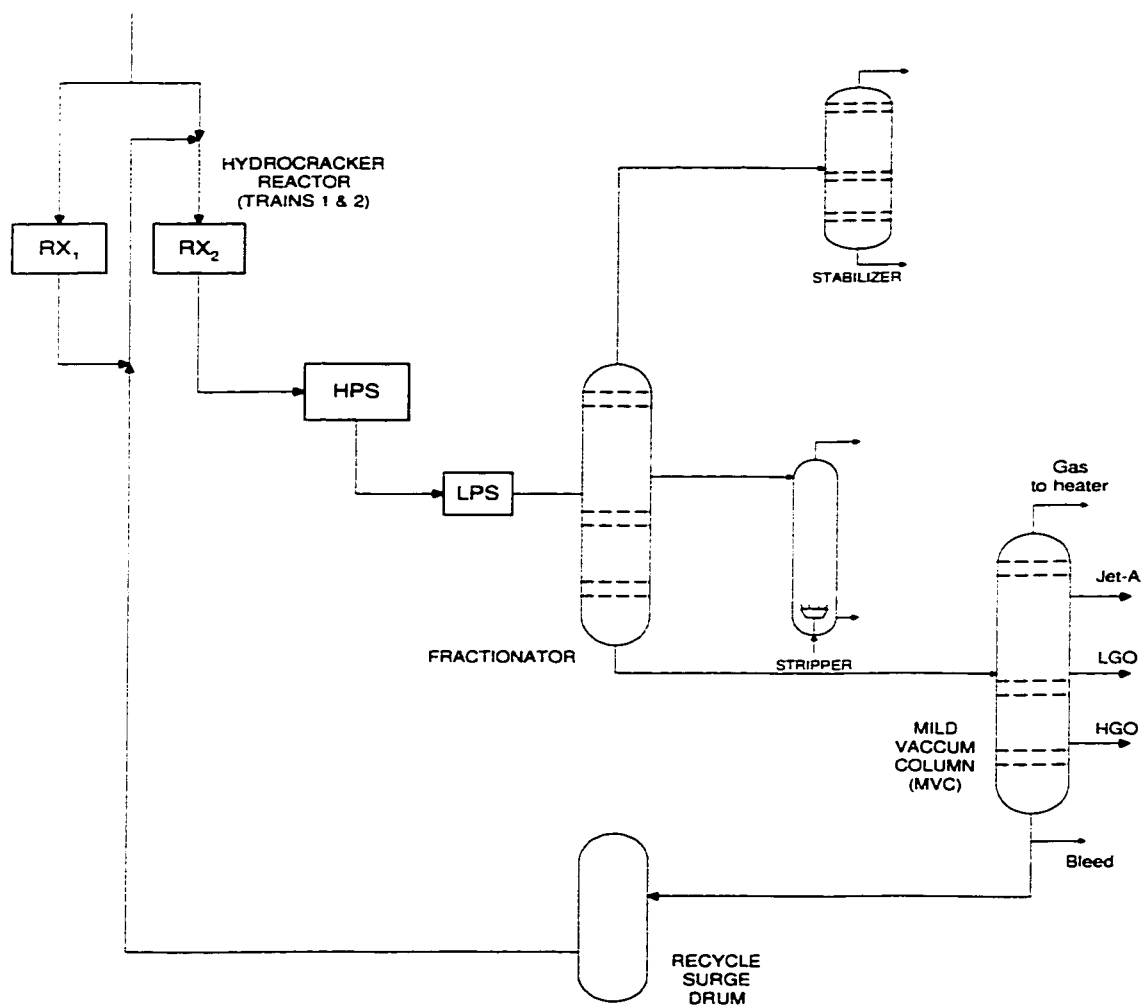 HYDROCRACKER
REACTOR
(TRAINS 1 & 2)
RX₁
RX₂
STABILIZER
HPS
LPS
Gas
to heater
Jet-A
FRACTIONATOR
STRIPPER
LGO
HGO
MILD
VACCUM
COLUMN
(MVC)
Bleed
RECYCLE
SURGE
DRUM